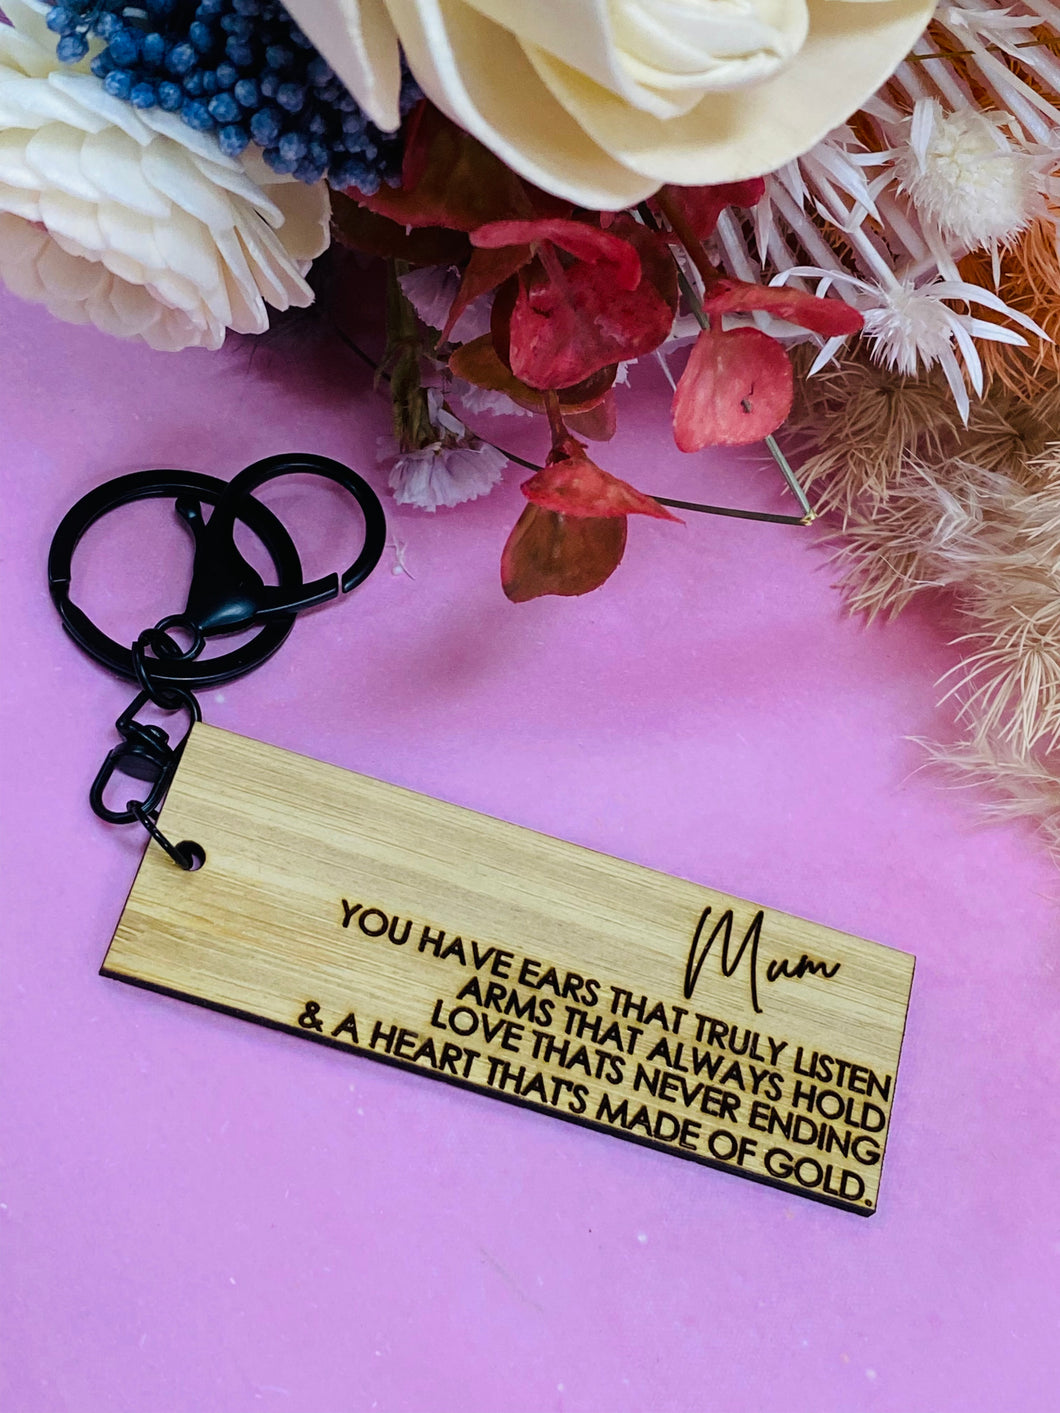 Mum
YOU HAVE EARS THAT TRULY LISTEN
ARMS THAT ALWAYS HOLD
LOVE THATS NEVER ENDING
& A HEART THAT'S MADE OF GOLD.